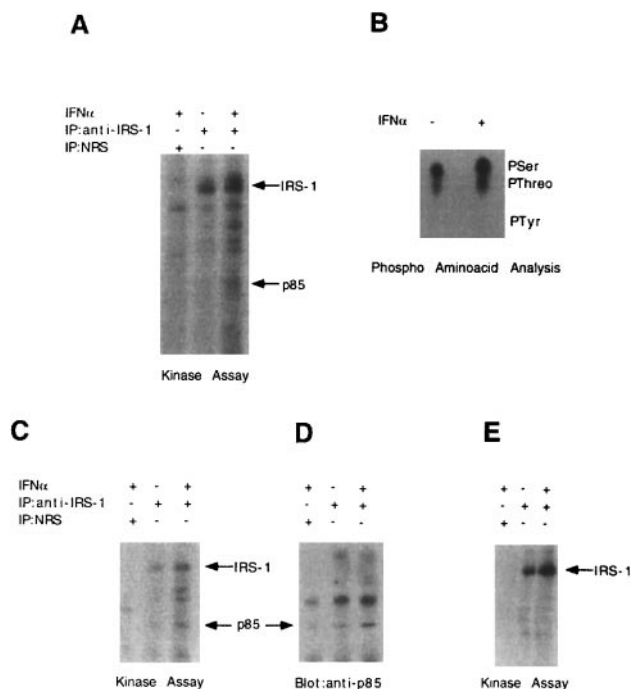 A
IFNα + - +
IP:anti-IRS-1 - + +
IP:NRS + - -
IRS-1
p85
Kinase Assay
B
IFNα - +
PSer
PThreo
PTyr
Phospho Aminoacid Analysis
C
IFNα + - +
IP:anti-IRS-1 - + +
IP:NRS + - -
IRS-1
p85
Kinase Assay
D
+ - +
- + +
+ - -
Blot:anti-p85
E
+ - +
- + +
+ - -
IRS-1
Kinase Assay